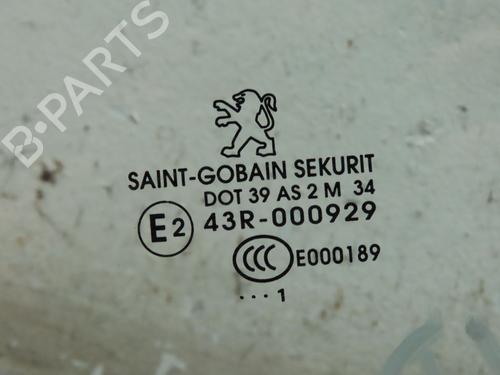 B-PARTS
SAINT-GOBAIN SEKURIT
DOT 39 AS 2 M 34
E2 43R-000929
CCC E000189
... 1